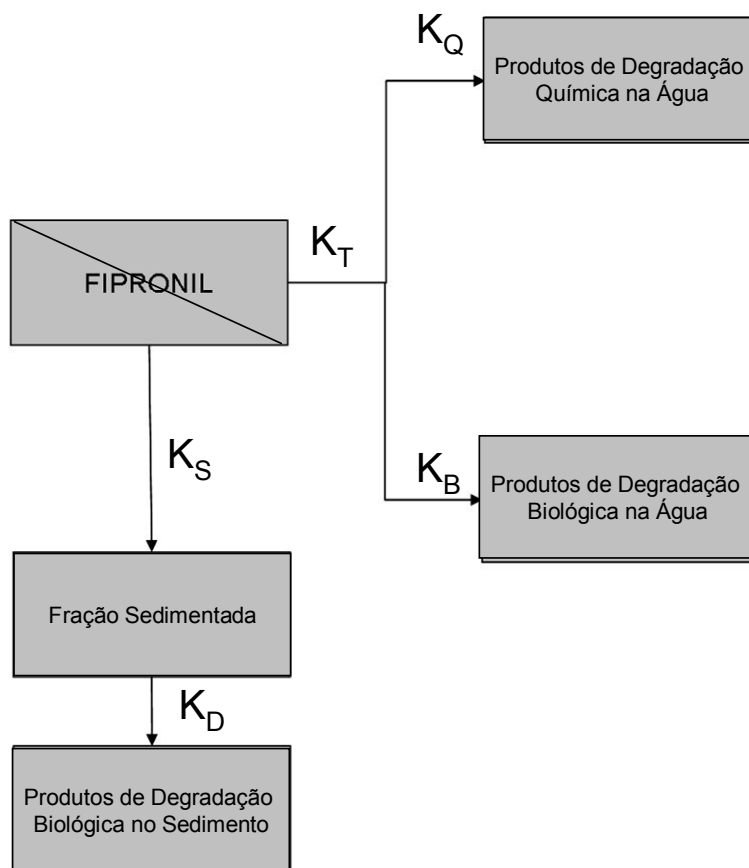 K_Q
Produtos de Degradação
Química na Água
FIPRONIL
K_T
K_S
K_B
Produtos de Degradação
Biológica na Água
Fração Sedimentada
K_D
Produtos de Degradação
Biológica no Sedimento